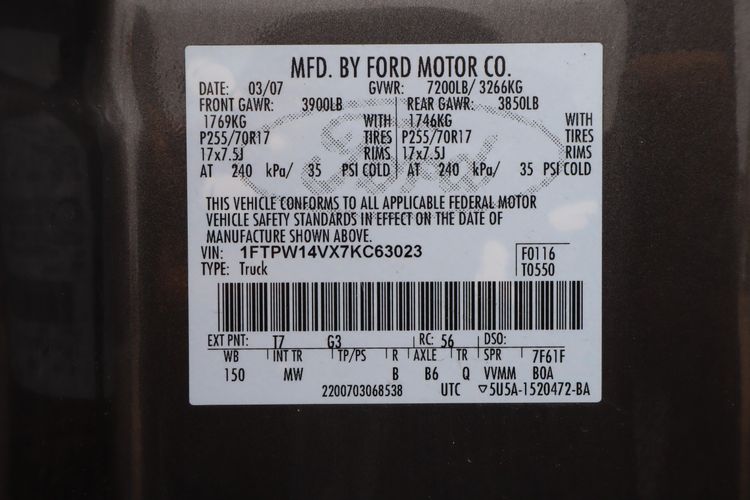 MFD. BY FORD MOTOR CO.
DATE: 03/07 GVWR: 7200LB/ 3266KG
FRONT GAWR: 3900LB REAR GAWR: 3850LB
1769KG WITH 1746KG WITH
P255/70R17 TIRES P255/70R17 TIRES
17x7.5J RIMS 17x7.5J RIMS
AT 240 kPa/ 35 PSI COLD AT 240 kPa/ 35 PSI COLD
Ford
THIS VEHICLE CONFORMS TO ALL APPLICABLE FEDERAL MOTOR
VEHICLE SAFETY STANDARDS IN EFFECT ON THE DATE OF
MANUFACTURE SHOWN ABOVE.
VIN: 1FTPW14VX7KC63023 F0116
TYPE: Truck T0550
EXT PNT: T7 G3 RC: 56 DSO:
WB INT TR TP/PS R AXLE TR SPR 7F61F
150 MW B B6 Q VVMM B0A
2200703068538 UTC ▽5U5A-1520472-BA